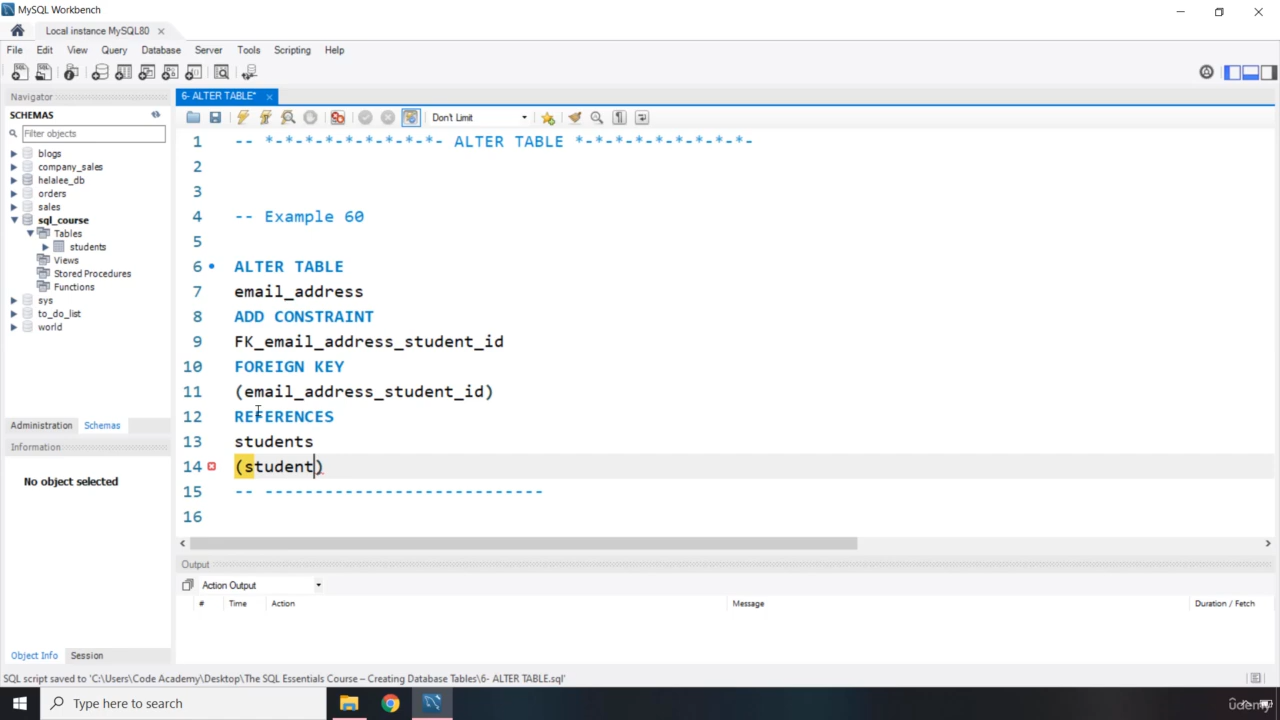 MySQL Workbench
Local instance MySQL80
File Edit View Query Database Server Tools Scripting Help
Navigator
SCHEMAS
Filter objects
blogs
company_sales
helalee_db
orders
sales
sql_course
Tables
students
Views
Stored Procedures
Functions
sys
to_do_list
world
Administration Schemas
Information
No object selected
Object Info Session
6- ALTER TABLE*
Don't Limit
1 -- *-*-*-*-*-*-*-*-*- ALTER TABLE *-*-*-*-*-*-*-*-*-
2
3
4 -- Example 60
5
6 ALTER TABLE
7 email_address
8 ADD CONSTRAINT
9 FK_email_address_student_id
10 FOREIGN KEY
11 (email_address_student_id)
12 REFERENCES
13 students
14 (student)
15 -- ----------------------------
16
Output
Action Output
# Time Action Message Duration / Fetch
SQL script saved to 'C:\Users\Code Academy\Desktop\The SQL Essentials Course – Creating Database Tables\6- ALTER TABLE.sql'
Type here to search
udemy